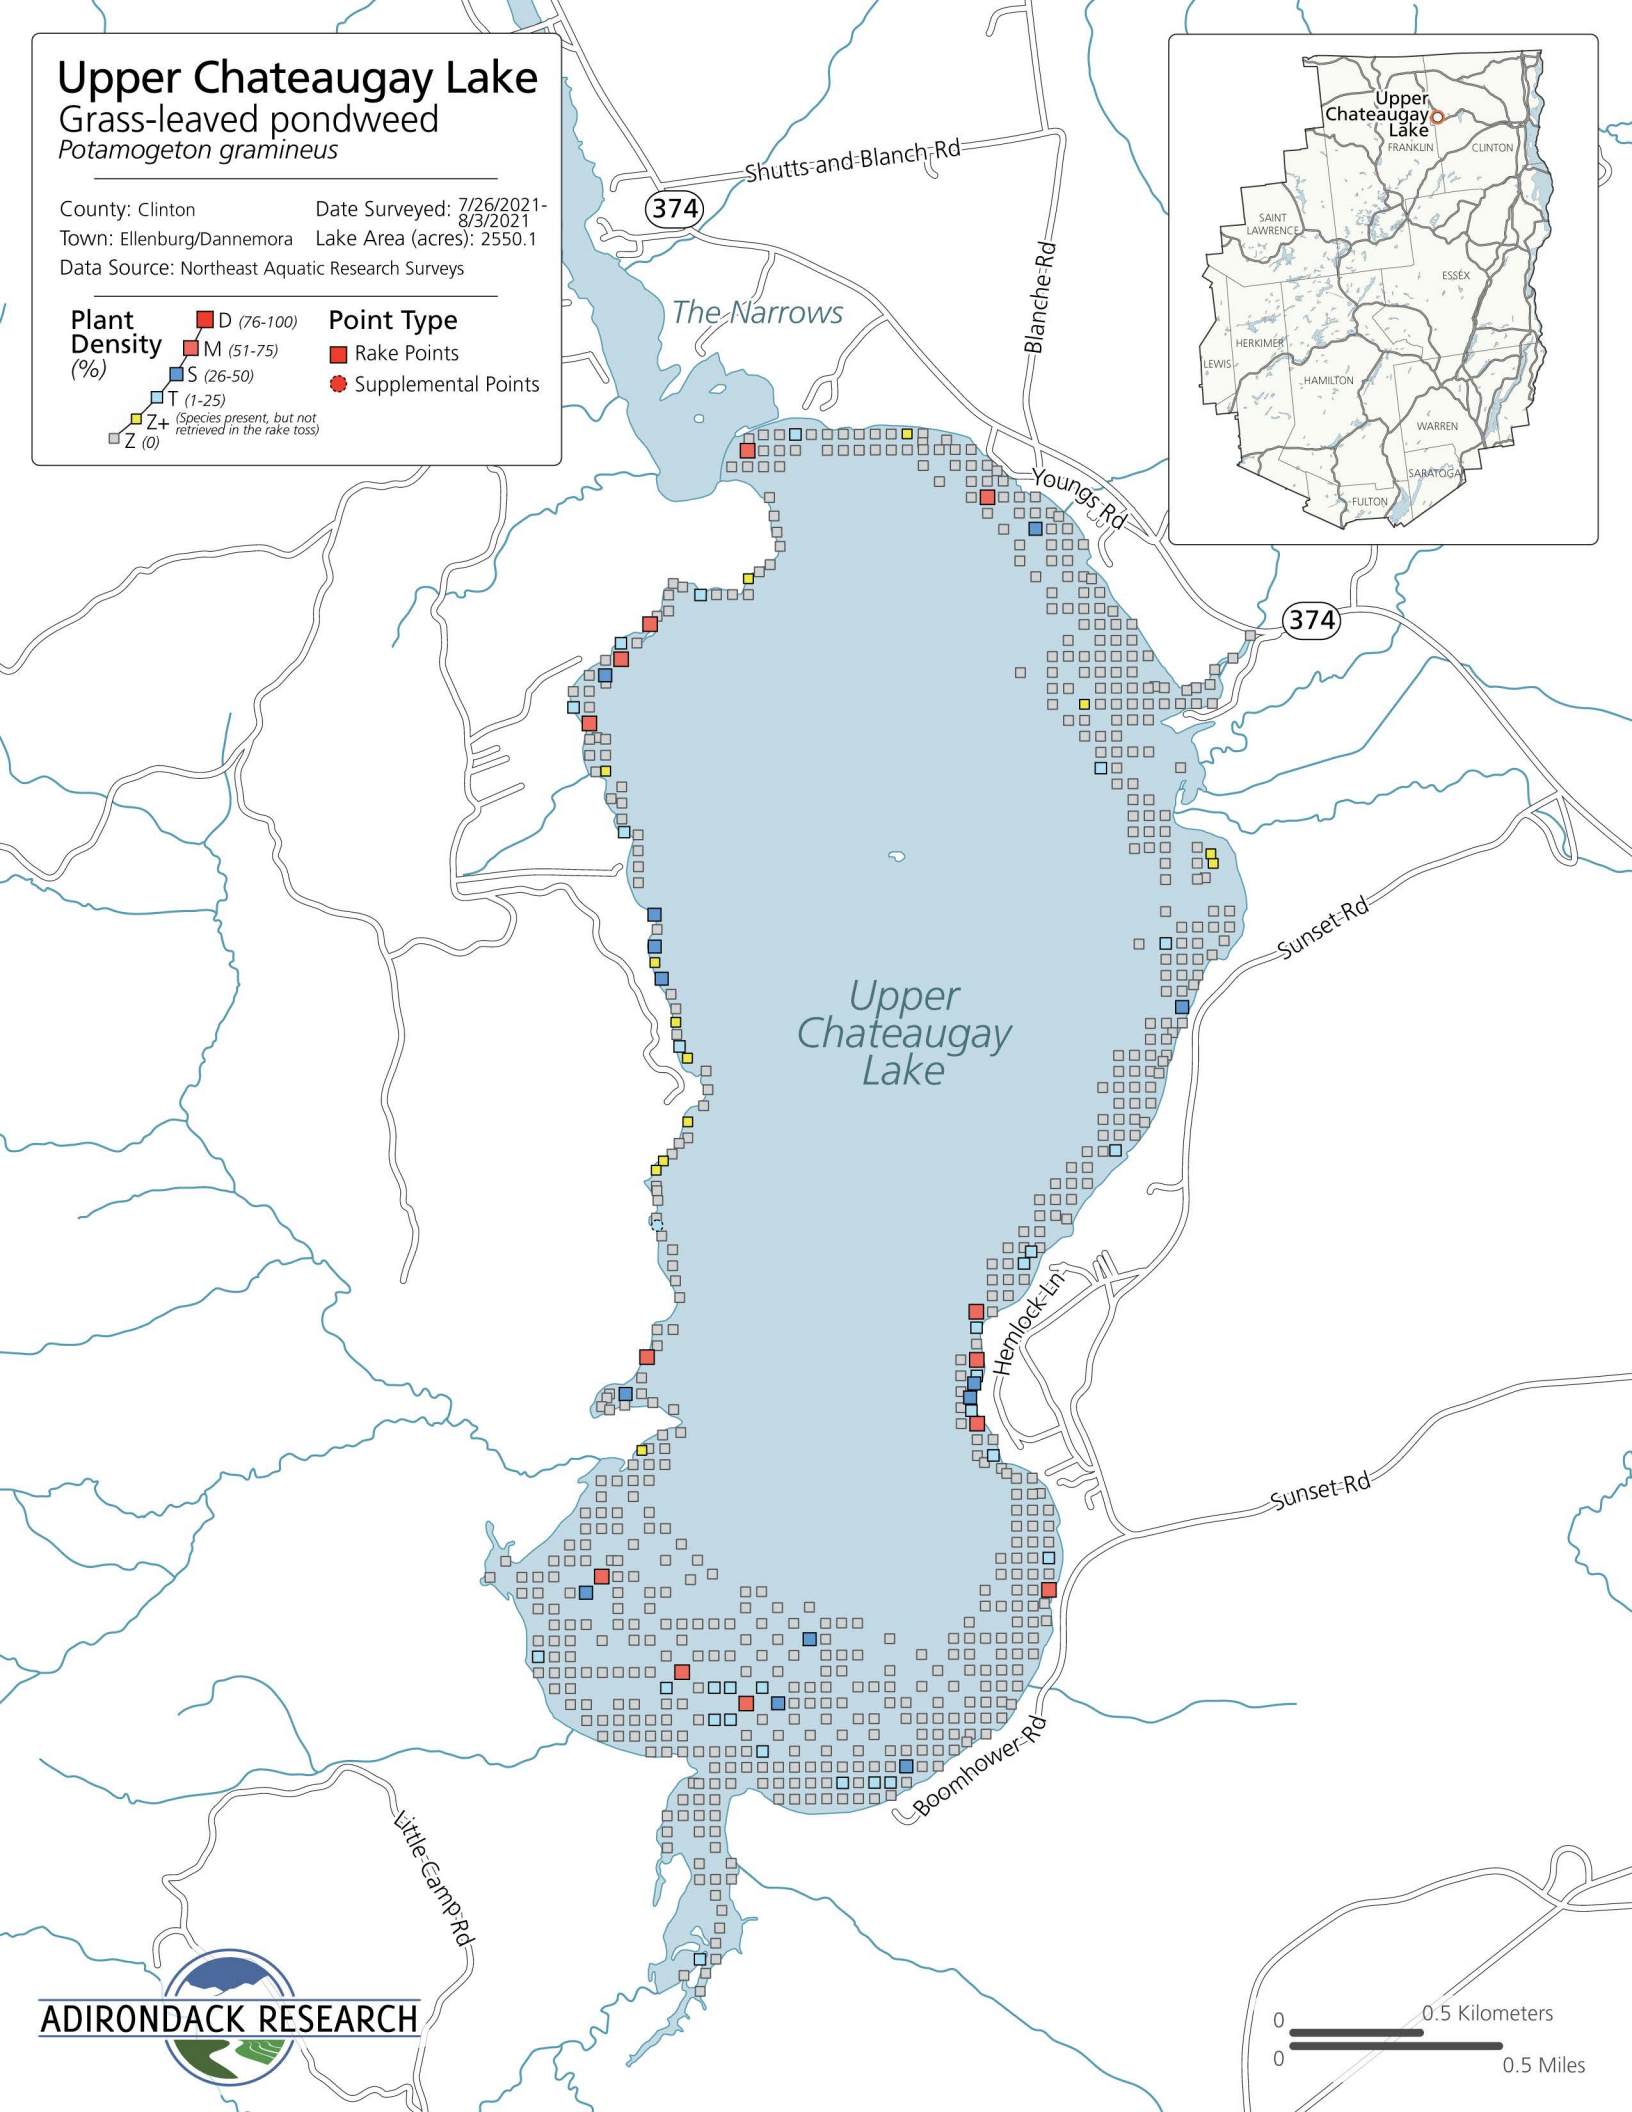 Upper Chateaugay Lake
Grass-leaved pondweed
Potamogeton gramineus
County: Clinton
Date Surveyed: 7/26/2021-
8/3/2021
Town: Ellenburg/Dannemora
Lake Area (acres): 2550.1
Data Source: Northeast Aquatic Research Surveys
Plant
Density
(%)
D (76-100)
M (51-75)
S (26-50)
T (1-25)
Z+ (Species present, but not
retrieved in the rake toss)
Z (0)
Point Type
Rake Points
Supplemental Points
Upper
Chateaugay
Lake
FRANKLIN
CLINTON
SAINT
LAWRENCE
ESSEX
HERKIMER
LEWIS
HAMILTON
WARREN
SARATOGA
FULTON
Shutts-and-Blanch-Rd
374
Blanche-Rd
The Narrows
Youngs Rd
374
Sunset-Rd
Upper
Chateaugay
Lake
Hemlock-Ln
Sunset-Rd
Boomhower-Rd
Little-Camp-Rd
ADIRONDACK RESEARCH
0
0.5 Kilometers
0
0.5 Miles